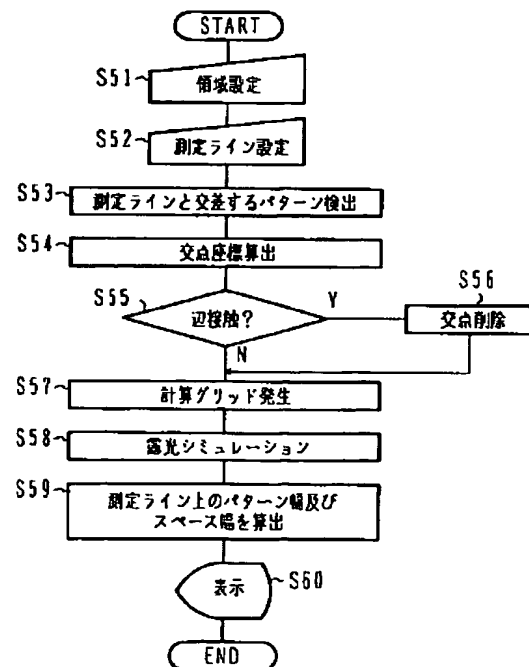 START
S51
領域設定
S52
測定ライン設定
S53
測定ラインと交差するパターン検出
S54
交点座標算出
S55
辺接触?
Y
S56
交点削除
N
S57
計算グリッド発生
S58
露光シミュレーション
S59
測定ライン上のパターン幅及び
スペース幅を算出
表示
S60
END